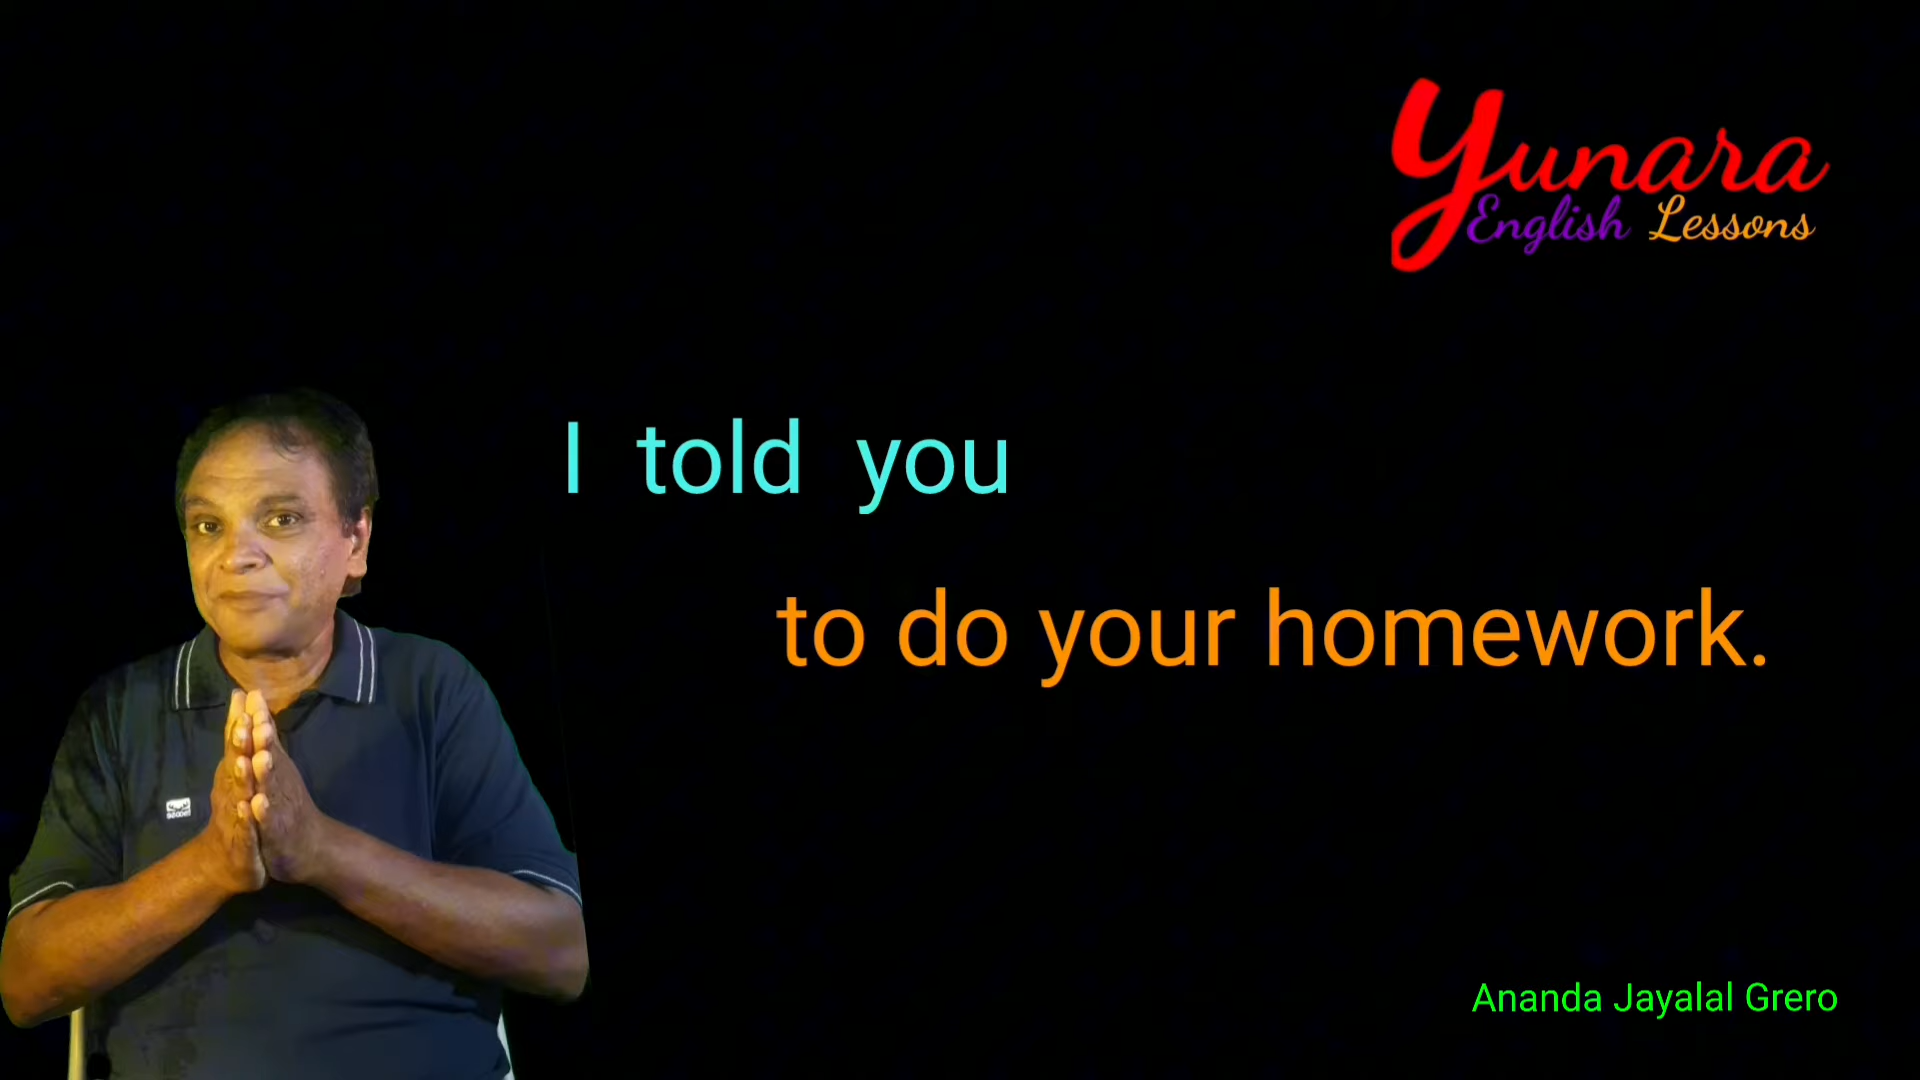 Yunara
English Lessons
I told you
to do your homework.
Ananda Jayalal Grero